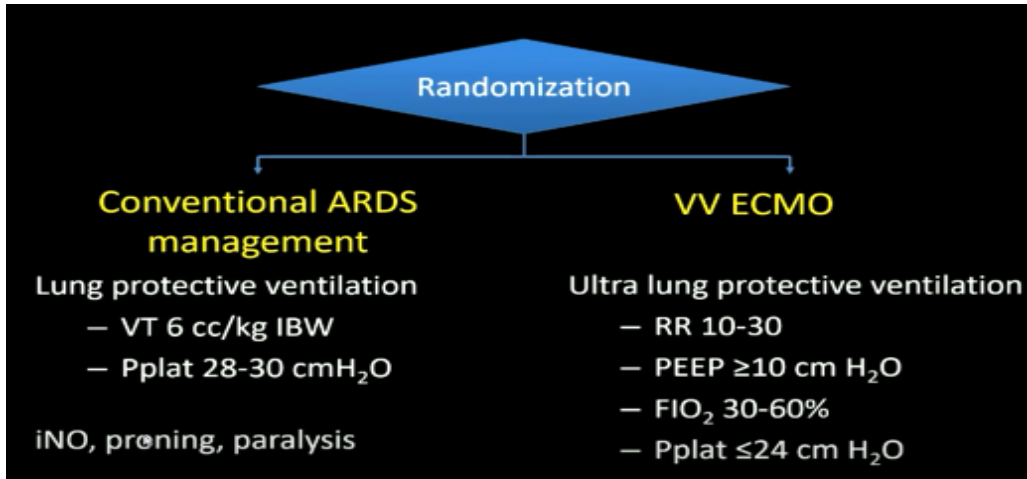 Randomization
Conventional ARDS
management
Lung protective ventilation
– VT 6 cc/kg IBW
– Pplat 28-30 cmH₂O
iNO, proning, paralysis
VV ECMO
Ultra lung protective ventilation
– RR 10-30
– PEEP ≥10 cm H₂O
– FIO₂ 30-60%
– Pplat ≤24 cm H₂O